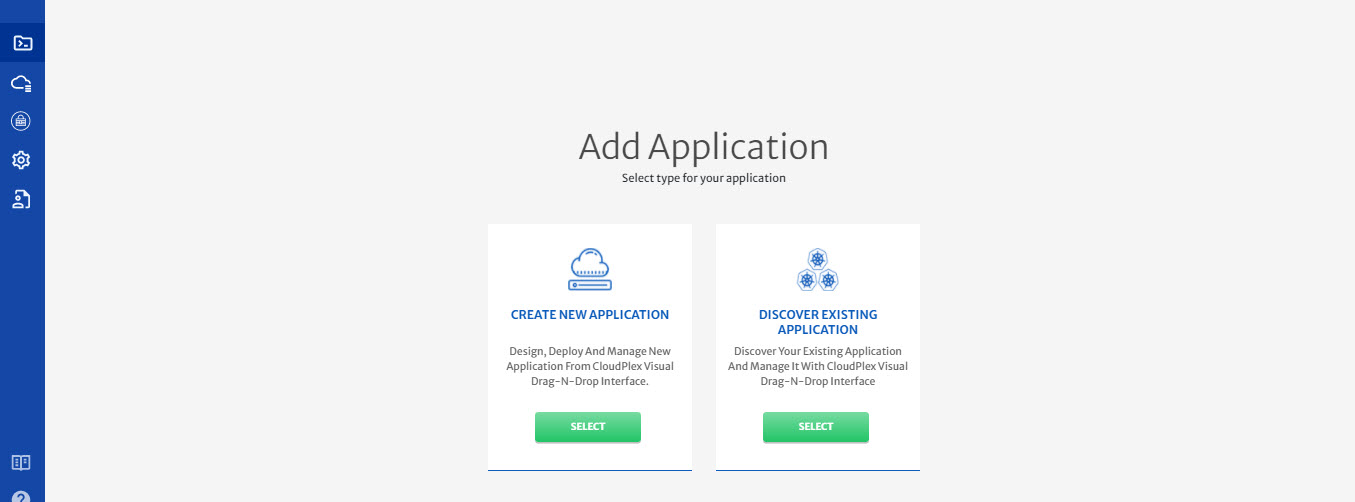 Add Application
Select type for your application
CREATE NEW APPLICATION
Design, Deploy And Manage New
Application From CloudPlex Visual
Drag-N-Drop Interface.
SELECT
DISCOVER EXISTING
APPLICATION
Discover Your Existing Application
And Manage It With CloudPlex Visual
Drag-N-Drop Interface
SELECT
?